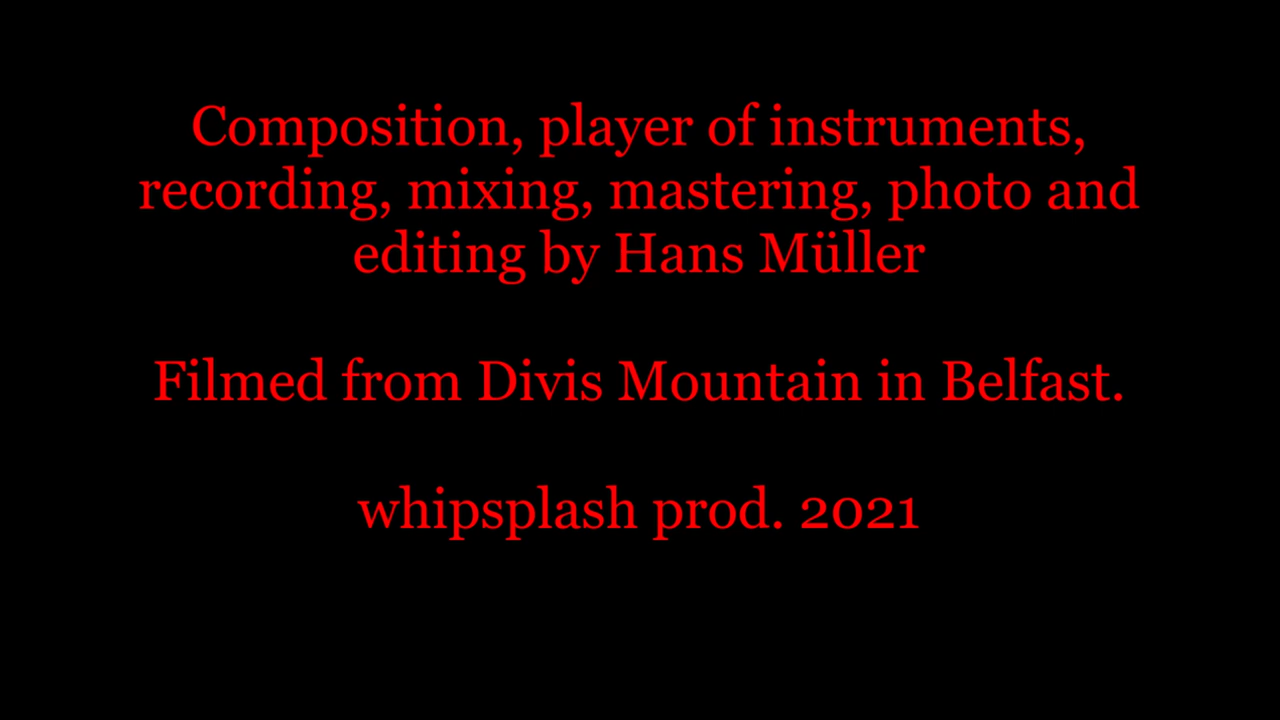 Composition, player of instruments,
recording, mixing, mastering, photo and
editing by Hans Müller
Filmed from Divis Mountain in Belfast.
whipsplash prod. 2021